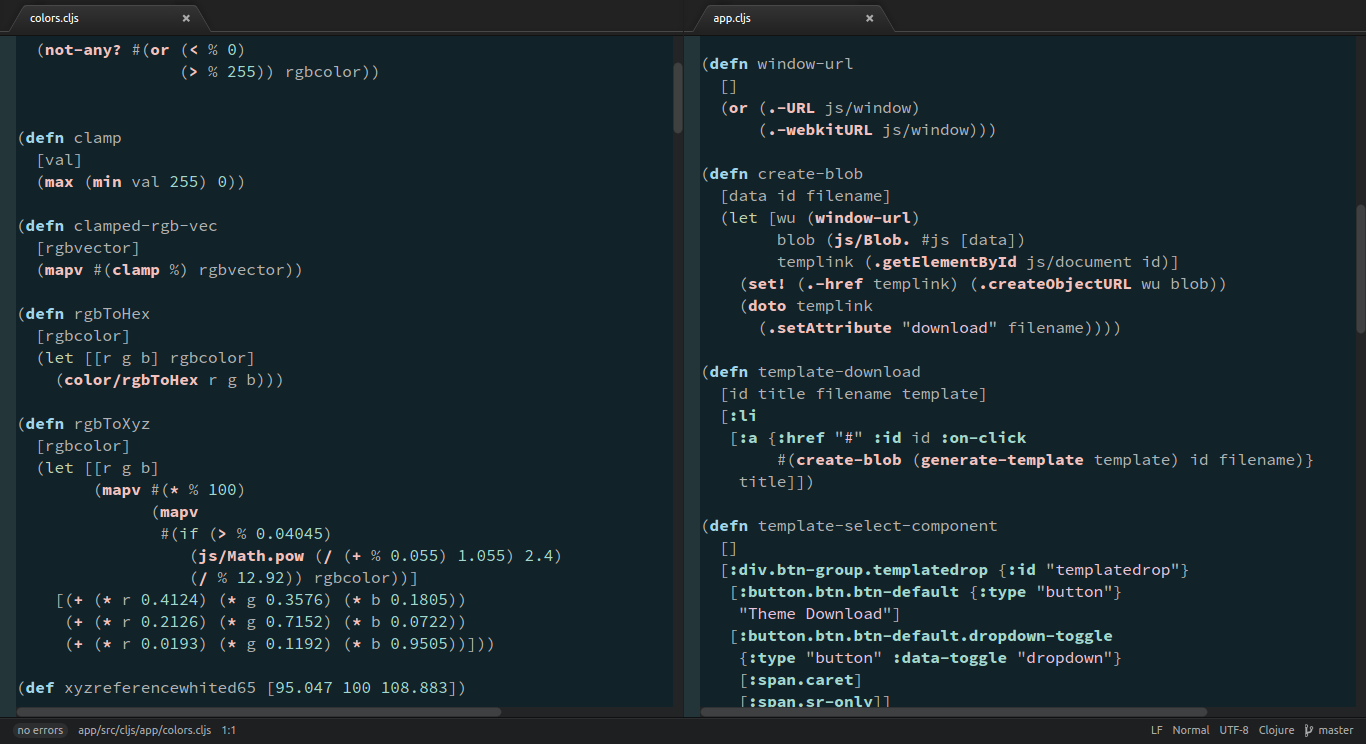 colors.cljs ×
(not-any? #(or (< % 0)
(> % 255)) rgbcolor))
(defn clamp
[val]
(max (min val 255) 0))
(defn clamped-rgb-vec
[rgbvector]
(mapv #(clamp %) rgbvector))
(defn rgbToHex
[rgbcolor]
(let [[r g b] rgbcolor]
(color/rgbToHex r g b)))
(defn rgbToXyz
[rgbcolor]
(let [[r g b]
(mapv #(* % 100)
(mapv
#(if (> % 0.04045)
(js/Math.pow (/ (+ % 0.055) 1.055) 2.4)
(/ % 12.92)) rgbcolor))]
[(+ (* r 0.4124) (* g 0.3576) (* b 0.1805))
(+ (* r 0.2126) (* g 0.7152) (* b 0.0722))
(+ (* r 0.0193) (* g 0.1192) (* b 0.9505))]))
(def xyzreferencewhited65 [95.047 100 108.883])
app.cljs ×
(defn window-url
[]
(or (.-URL js/window)
(.-webkitURL js/window)))
(defn create-blob
[data id filename]
(let [wu (window-url)
blob (js/Blob. #js [data])
templink (.getElementById js/document id)]
(set! (.-href templink) (.createObjectURL wu blob))
(doto templink
(.setAttribute "download" filename))))
(defn template-download
[id title filename template]
[:li
[:a {:href "#" :id id :on-click
#(create-blob (generate-template template) id filename)}
title]])
(defn template-select-component
[]
[:div.btn-group.templatedrop {:id "templatedrop"}
[:button.btn.btn-default {:type "button"}
"Theme Download"]
[:button.btn.btn-default.dropdown-toggle
{:type "button" :data-toggle "dropdown"}
[:span.caret]
[:span.sr-only]]
no errors app/src/cljs/app/colors.cljs 1:1 LF Normal UTF-8 Clojure master